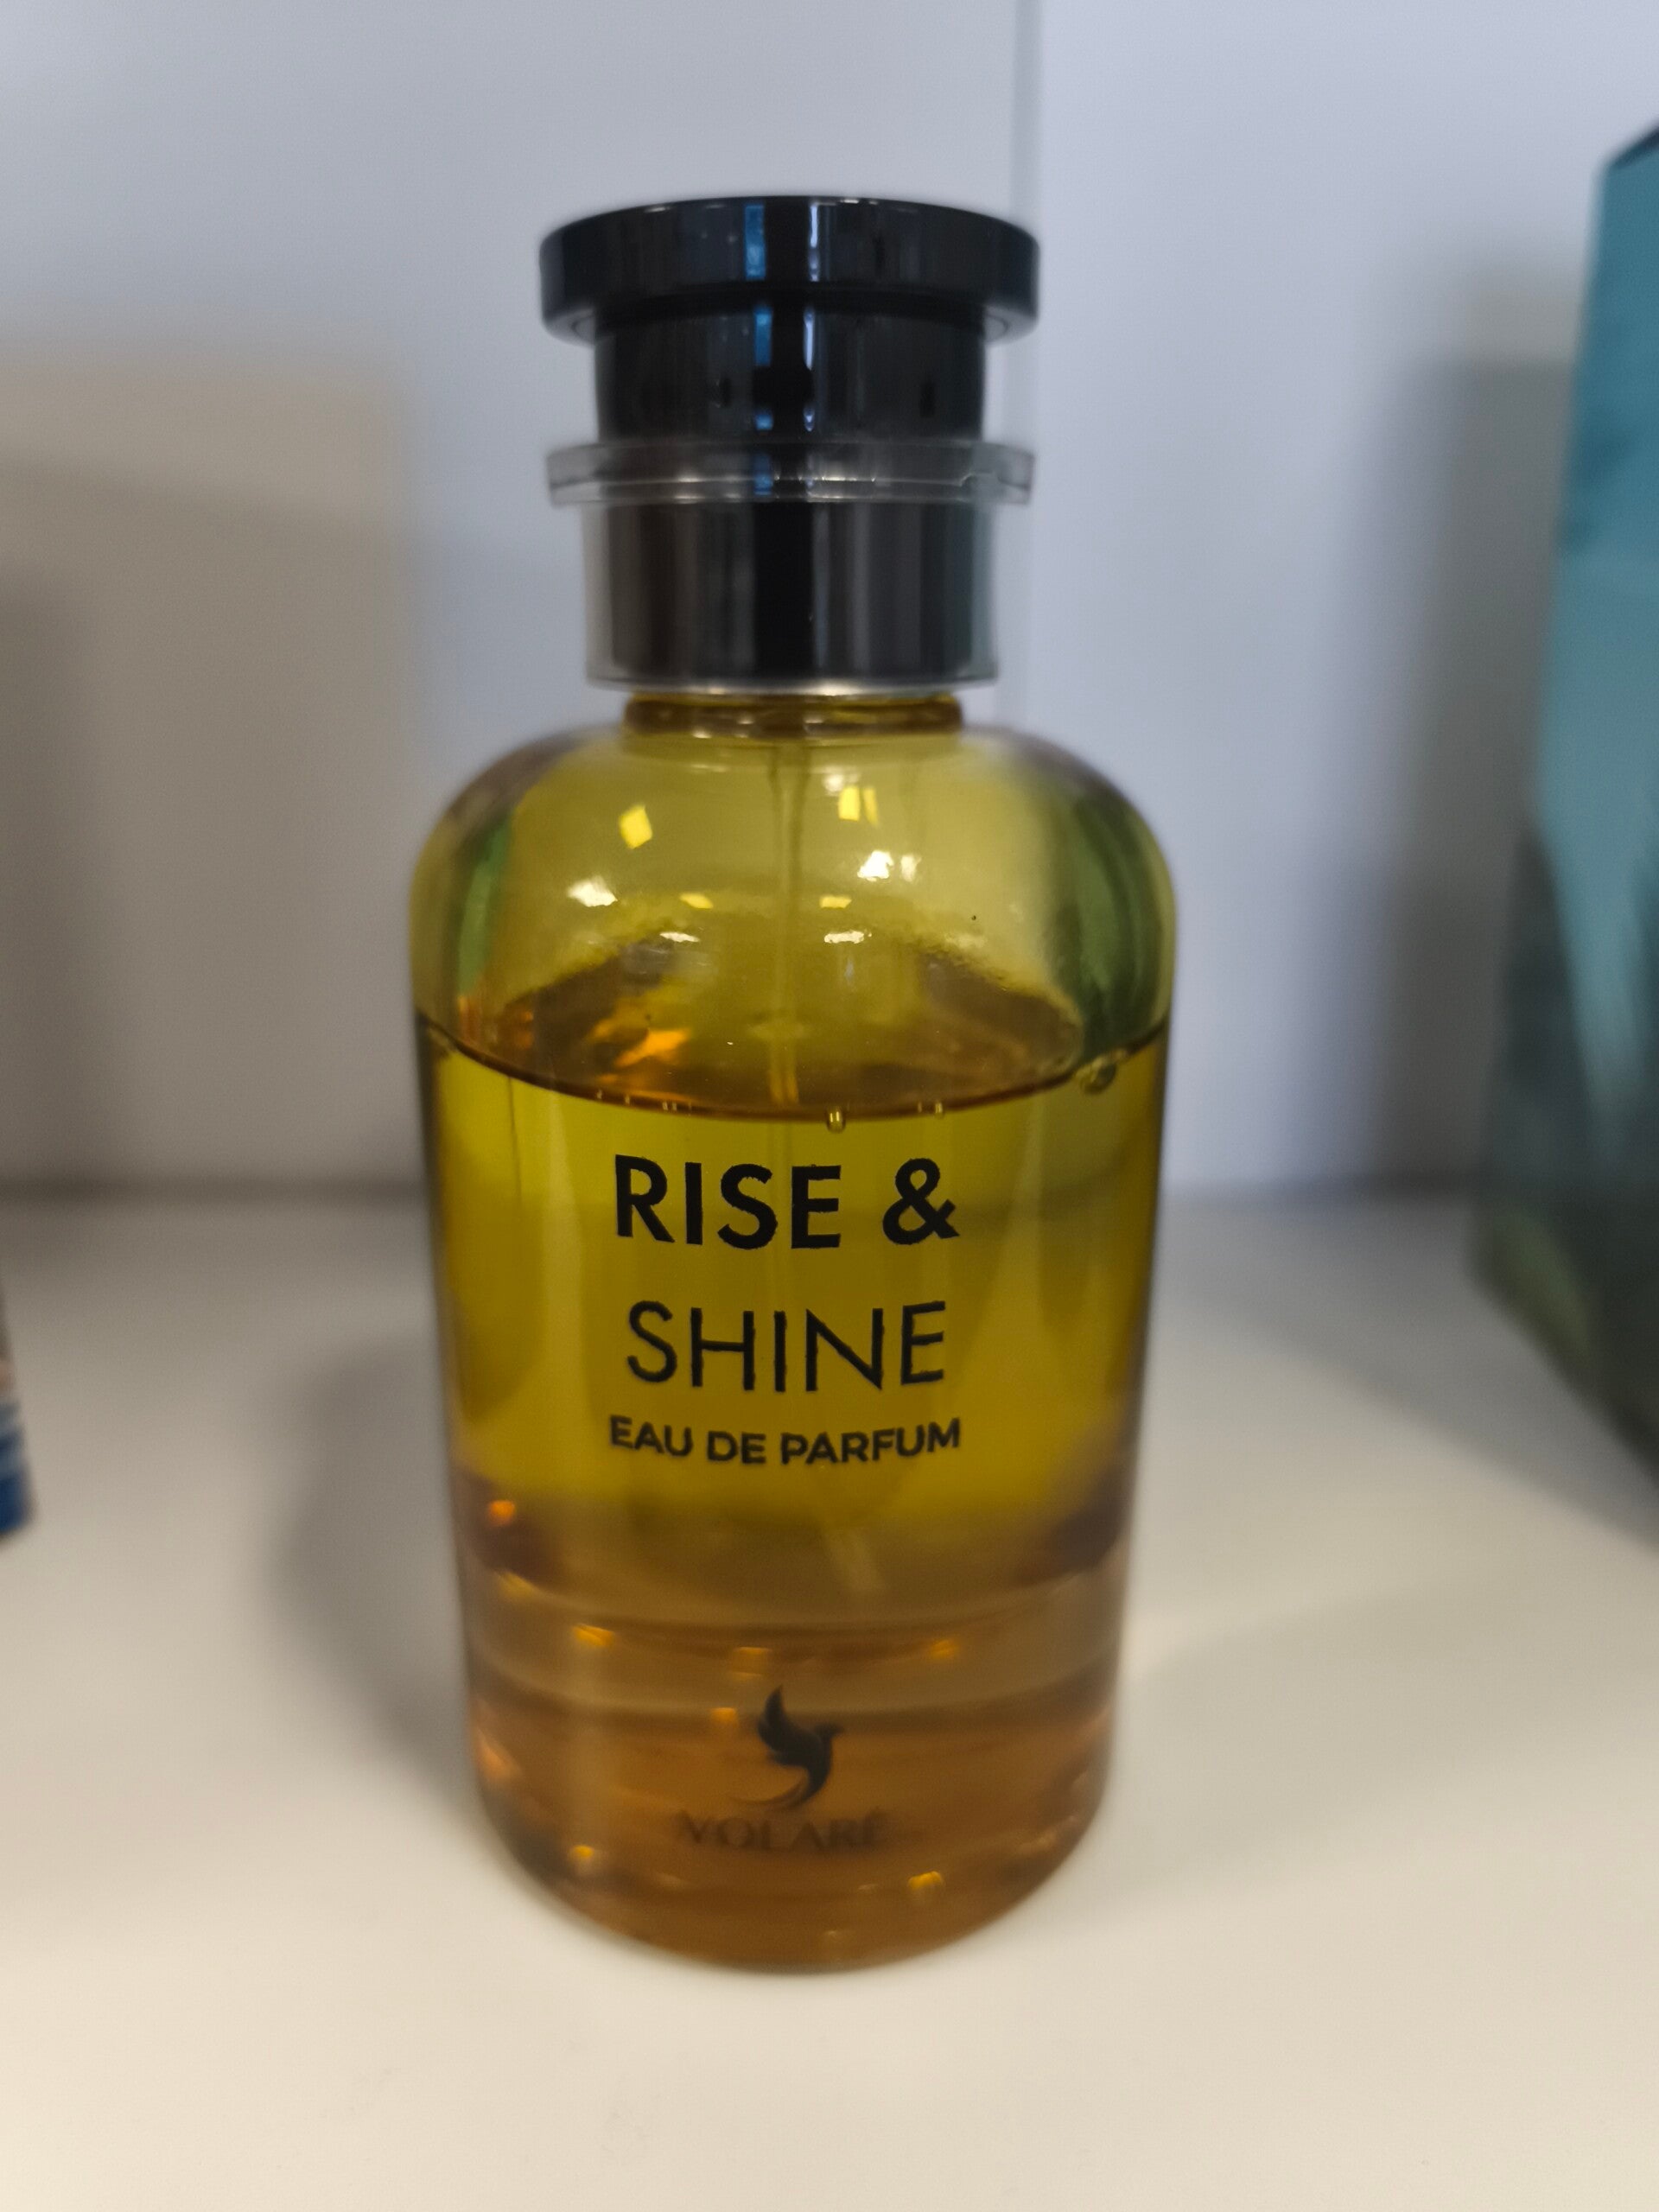 RISE &
SHINE
EAU DE PARFUM
VOLARÉ